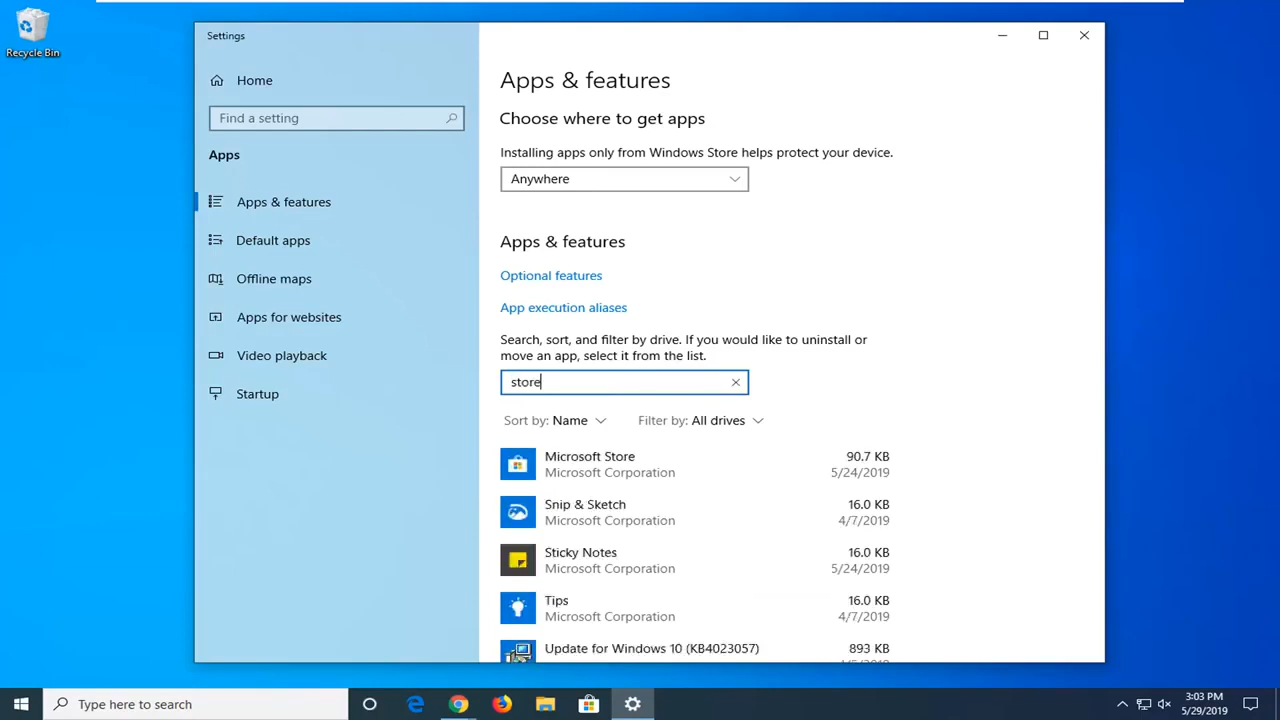 Recycle Bin
Settings
Home
Find a setting
Apps
Apps & features
Default apps
Offline maps
Apps for websites
Video playback
Startup
Apps & features
Choose where to get apps
Installing apps only from Windows Store helps protect your device.
Anywhere
Apps & features
Optional features
App execution aliases
Search, sort, and filter by drive. If you would like to uninstall or
move an app, select it from the list.
store
Sort by: Name Filter by: All drives
Microsoft Store 90.7 KB
Microsoft Corporation 5/24/2019
Snip & Sketch 16.0 KB
Microsoft Corporation 4/7/2019
Sticky Notes 16.0 KB
Microsoft Corporation 5/24/2019
Tips 16.0 KB
Microsoft Corporation 4/7/2019
Update for Windows 10 (KB4023057) 893 KB
Type here to search
3:03 PM
5/29/2019